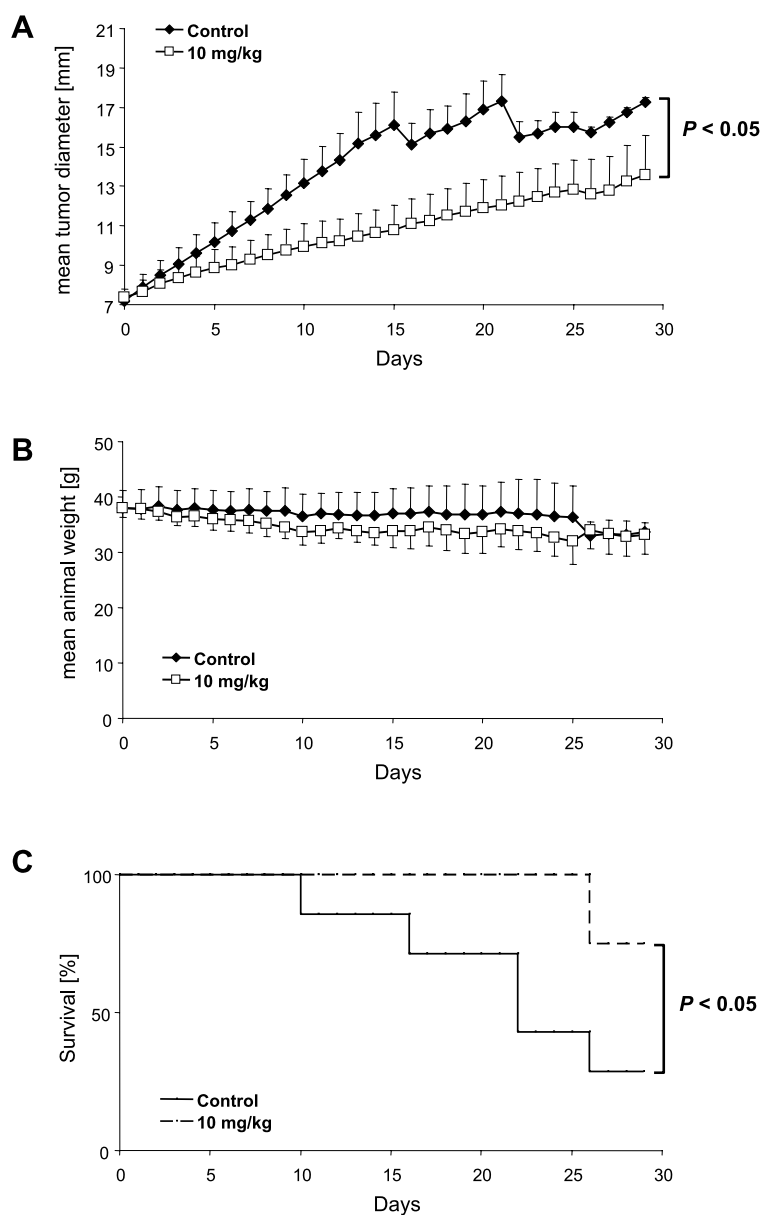 A
Control
10 mg/kg
mean tumor diameter [mm]
21
19
17
15
13
11
9
7
0 5 10 15 20 25 30
Days
P < 0.05
B
mean animal weight [g]
50
40
30
20
10
0
Control
10 mg/kg
0 5 10 15 20 25 30
Days
C
Survival [%]
100
50
0
Control
10 mg/kg
P < 0.05
0 5 10 15 20 25 30
Days